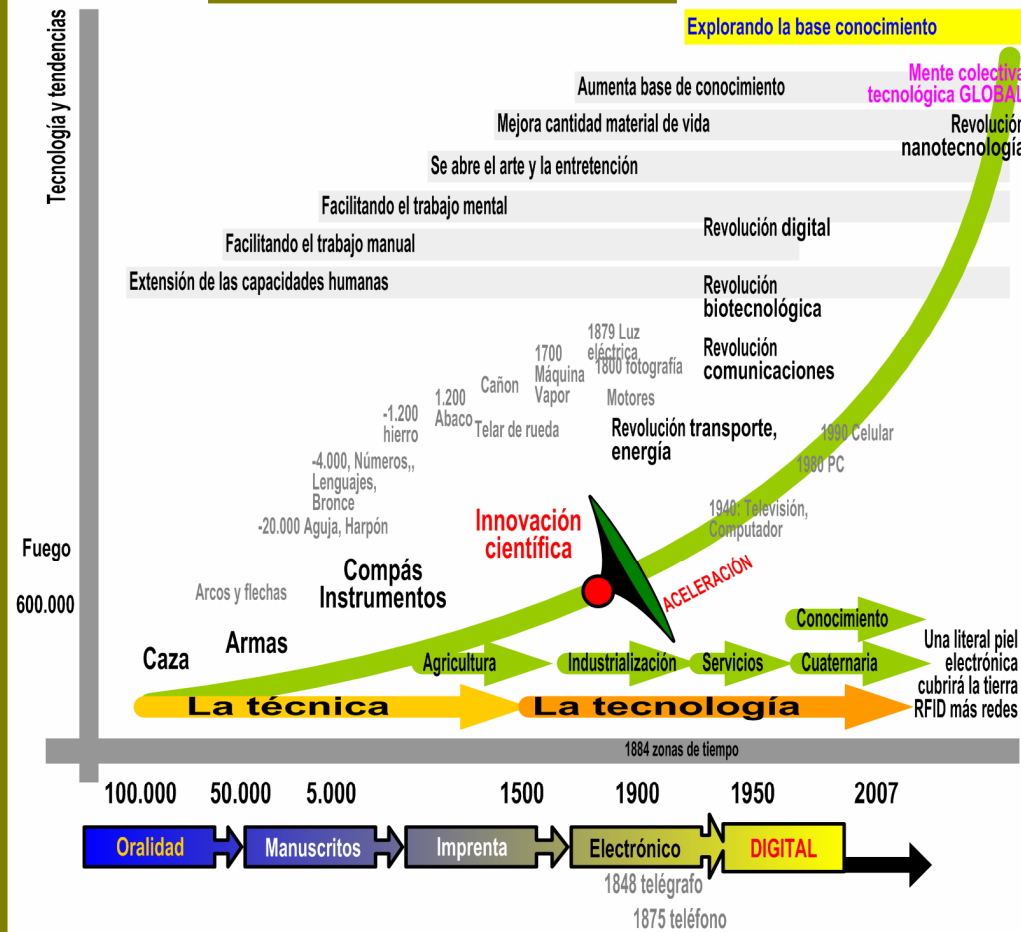 Tecnología y tendencias
Explorando la base conocimiento
Mente colectiva
tecnológica GLOBAL
Aumenta base de conocimiento
Mejora cantidad material de vida
Revolución
nanotecnología
Se abre el arte y la entretención
Facilitando el trabajo mental
Revolución digital
Facilitando el trabajo manual
Extensión de las capacidades humanas
Revolución
biotecnológica
1879 Luz
eléctrica
1800 fotografía
Revolución
comunicaciones
1700
Máquina
Vapor
Cañon
Motores
1.200
Abaco
-1.200
hierro
Telar de rueda
Revolución transporte,
energía
1990 Celular
1980 PC
-4.000, Números,,
Lenguajes,
Bronce
-20.000 Aguja, Harpón
1940: Televisión,
Computador
Innovación
científica
Fuego
600.000
Compás
Instrumentos
Arcos y flechas
ACELERACIÓN
Armas
Caza
Conocimiento
Agricultura
Industrialización
Servicios
Cuaternaria
Una literal piel
electrónica
cubrirá la tierra
RFID más redes
La técnica
La tecnología
1884 zonas de tiempo
100.000 50.000 5.000 1500 1900 1950 2007
Oralidad Manuscritos Imprenta Electrónico DIGITAL
1848 telégrafo
1875 teléfono